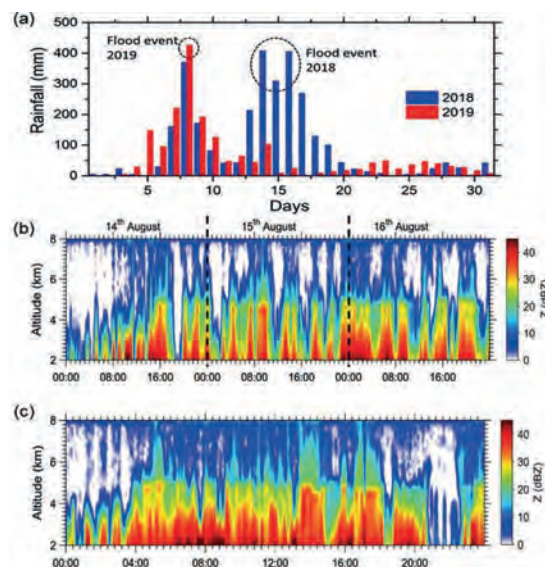 (a)
500
400
300
200
100
0
Rainfall (mm)
Flood event
2019
Flood event
2018
2018
2019
5 10 15 20 25 30
Days
(b)
14th August 15th August 16th August
8
6
4
2
Altitude (km)
00:00 08:00 16:00 00:00 08:00 16:00 00:00 08:00 16:00
40
30
20
10
0
Z (dBZ)
(c)
8
6
4
2
Altitude (km)
00:00 04:00 08:00 12:00 16:00 20:00
40
20
0
Z (dBZ)